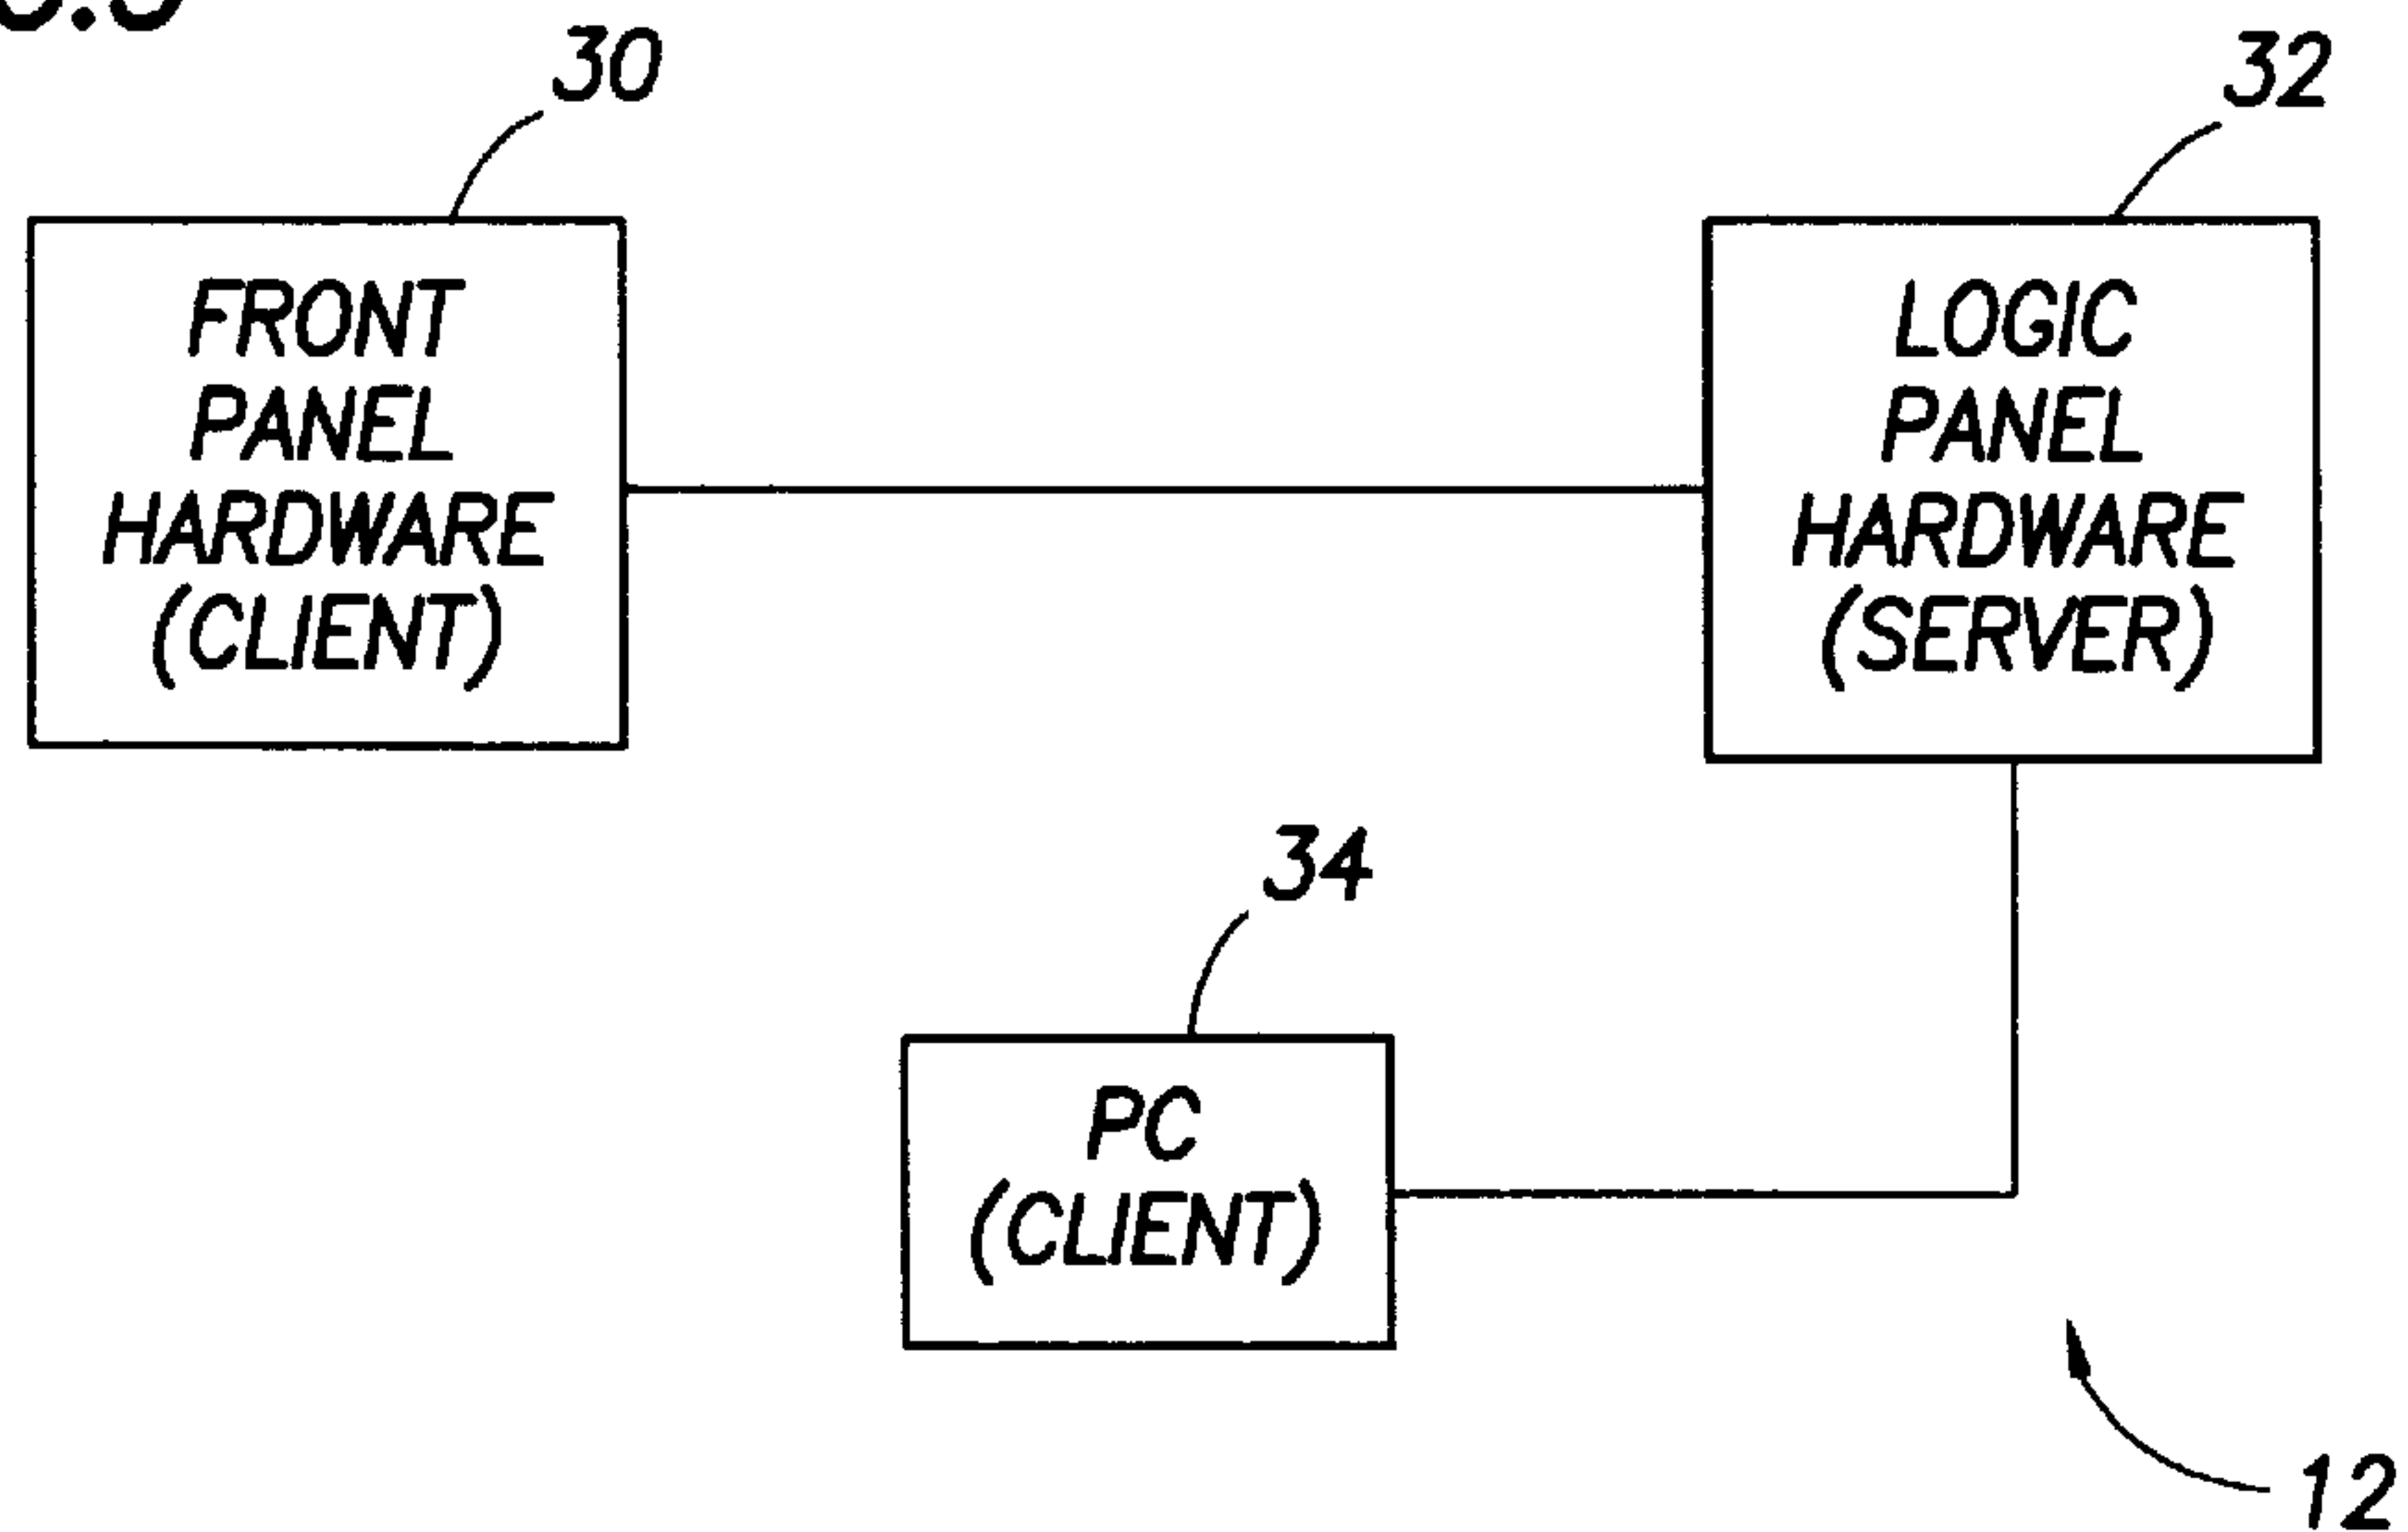 30
32
FRONT
PANEL
HARDWARE
(CLIENT)
LOGIC
PANEL
HARDWARE
(SERVER)
34
PC
(CLIENT)
12